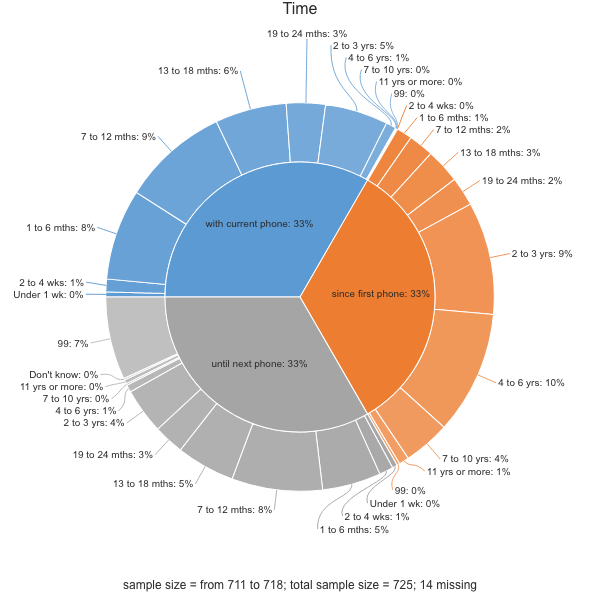 Time
19 to 24 mths: 3%
2 to 3 yrs: 5%
4 to 6 yrs: 1%
7 to 10 yrs: 0%
11 yrs or more: 0%
99: 0%
2 to 4 wks: 0%
1 to 6 mths: 1%
7 to 12 mths: 2%
13 to 18 mths: 3%
19 to 24 mths: 2%
2 to 3 yrs: 9%
4 to 6 yrs: 10%
7 to 10 yrs: 4%
11 yrs or more: 1%
99: 0%
Under 1 wk: 0%
2 to 4 wks: 1%
1 to 6 mths: 5%
7 to 12 mths: 8%
13 to 18 mths: 5%
19 to 24 mths: 3%
2 to 3 yrs: 4%
4 to 6 yrs: 1%
7 to 10 yrs: 0%
11 yrs or more: 0%
Don't know: 0%
99: 7%
Under 1 wk: 0%
2 to 4 wks: 1%
1 to 6 mths: 8%
7 to 12 mths: 9%
13 to 18 mths: 6%
with current phone: 33%
since first phone: 33%
until next phone: 33%
sample size = from 711 to 718; total sample size = 725; 14 missing